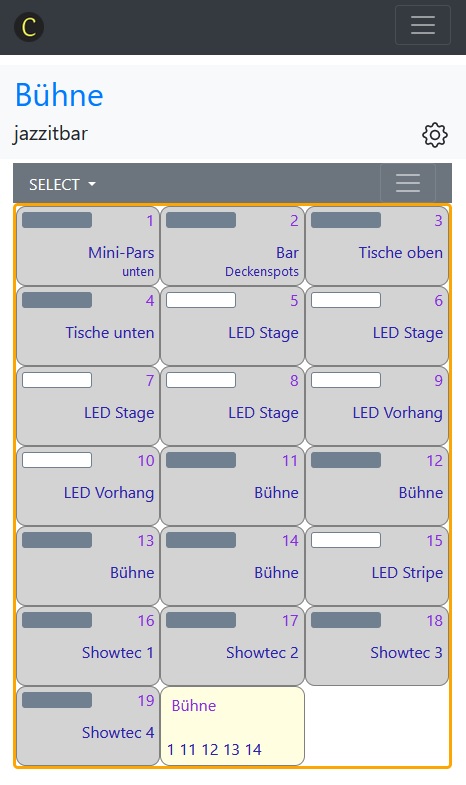 C
Bühne
jazzitbar
SELECT
1
Mini-Pars
unten
2
Bar
Deckenspots
3
Tische oben
4
Tische unten
5
LED Stage
6
LED Stage
7
LED Stage
8
LED Stage
9
LED Vorhang
10
LED Vorhang
11
Bühne
12
Bühne
13
Bühne
14
Bühne
15
LED Stripe
16
Showtec 1
17
Showtec 2
18
Showtec 3
19
Showtec 4
Bühne
1 11 12 13 14